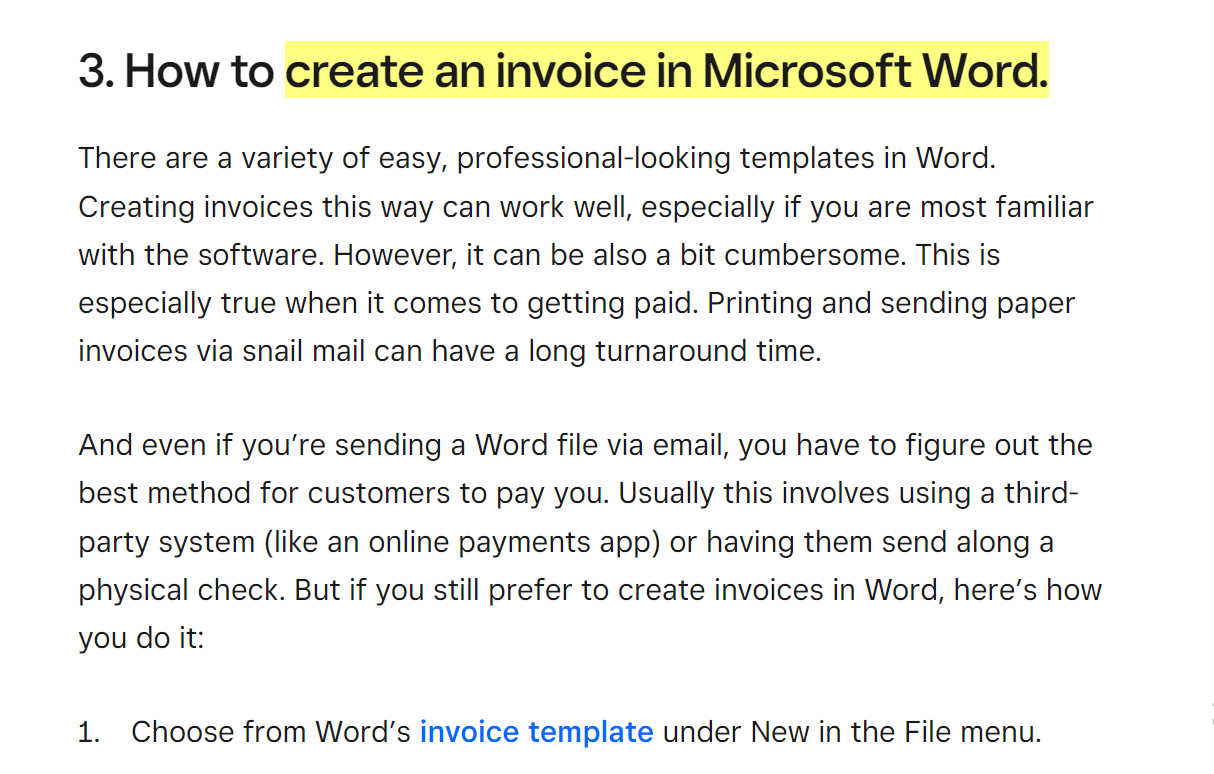 3. How to create an invoice in Microsoft Word.
There are a variety of easy, professional-looking templates in Word.
Creating invoices this way can work well, especially if you are most familiar
with the software. However, it can be also a bit cumbersome. This is
especially true when it comes to getting paid. Printing and sending paper
invoices via snail mail can have a long turnaround time.
And even if you’re sending a Word file via email, you have to figure out the
best method for customers to pay you. Usually this involves using a third-
party system (like an online payments app) or having them send along a
physical check. But if you still prefer to create invoices in Word, here’s how
you do it:
1. Choose from Word’s invoice template under New in the File menu.